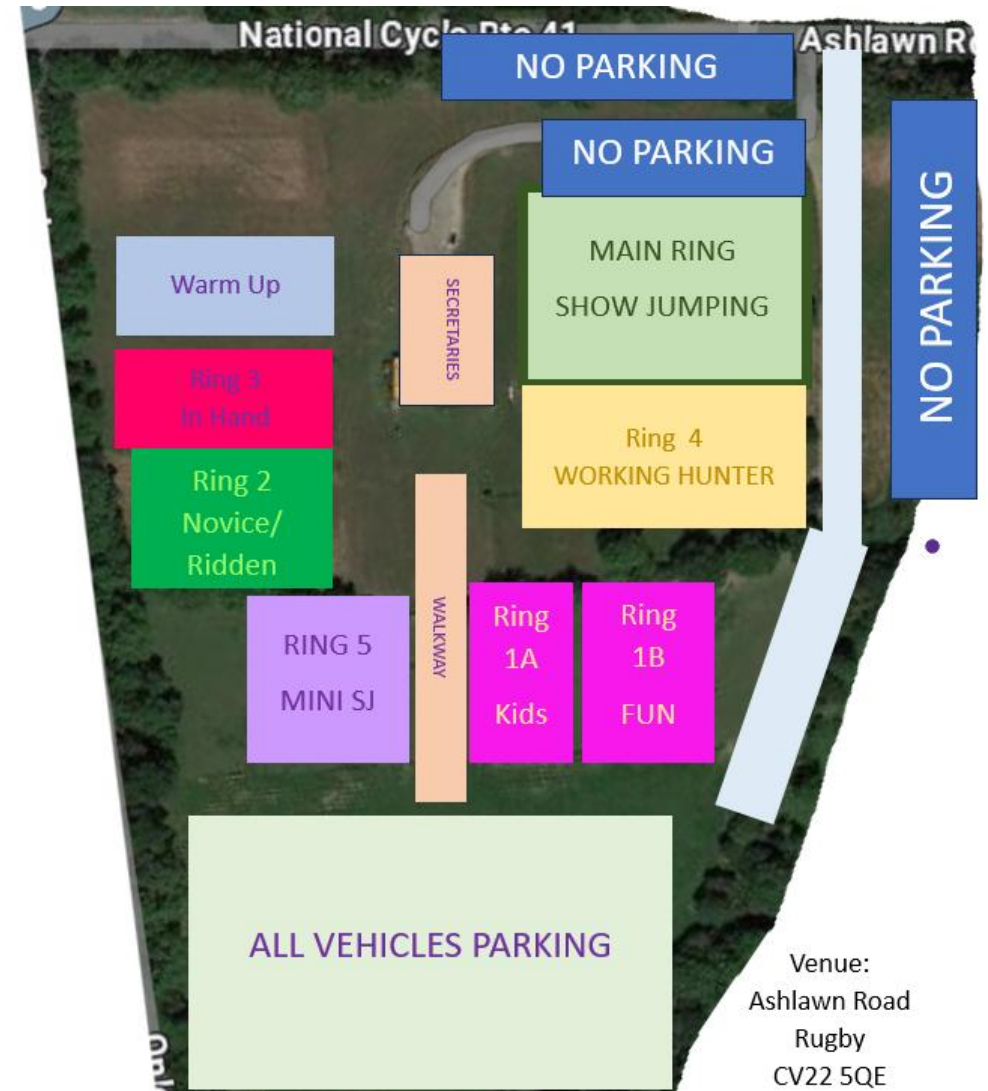 National Cycle Rte 41
Ashlawn R
NO PARKING
NO PARKING
NO PARKING
MAIN RING
SHOW JUMPING
Warm Up
SECRETARIES
Ring 3
In Hand
Ring 4
WORKING HUNTER
Ring 2
Novice/
Ridden
RING 5
MINI SJ
WALKWAY
Ring
1A
Kids
Ring
1B
FUN
ALL VEHICLES PARKING
Venue:
Ashlawn Road
Rugby
CV22 5QE